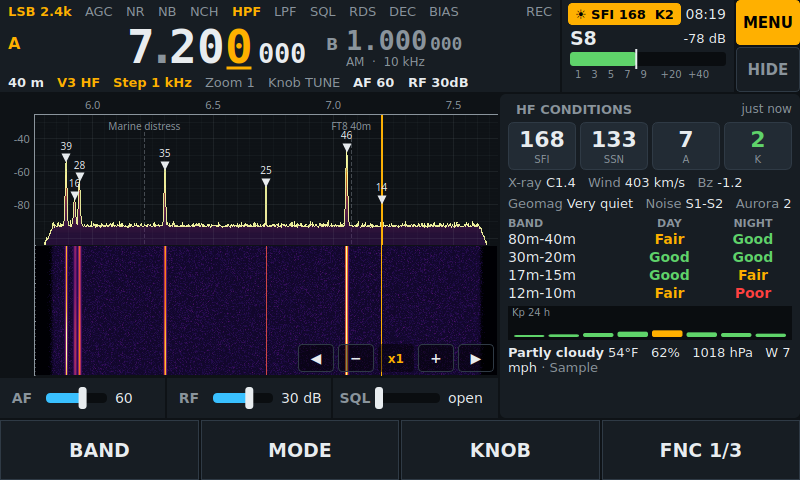 LSB 2.4k AGC NR NB NCH HPF LPF SQL RDS DEC BIAS REC
A 7.200 000 B 1.000 000
AM · 10 kHz
40 m V3 HF Step 1 kHz Zoom 1 Knob TUNE AF 60 RF 30dB
☀ SFI 168 K2 08:19
S8 -78 dB
1 3 5 7 9 +20 +40
MENU
HIDE
6.0 6.5 7.0 7.5
Marine distress FT8 40m
-40
-60
-80
39 16 28 35 25 46 14
◀ − x1 + ▶
HF CONDITIONS just now
168 133 7 2
SFI SSN A K
X-ray C1.4 Wind 403 km/s Bz -1.2
Geomag Very quiet Noise S1-S2 Aurora 2
BAND DAY NIGHT
80m-40m Fair Good
30m-20m Good Good
17m-15m Good Fair
12m-10m Fair Poor
Kp 24 h
Partly cloudy 54°F 62% 1018 hPa W 7
mph · Sample
AF 60 RF 30 dB SQL open
BAND MODE KNOB FNC 1/3